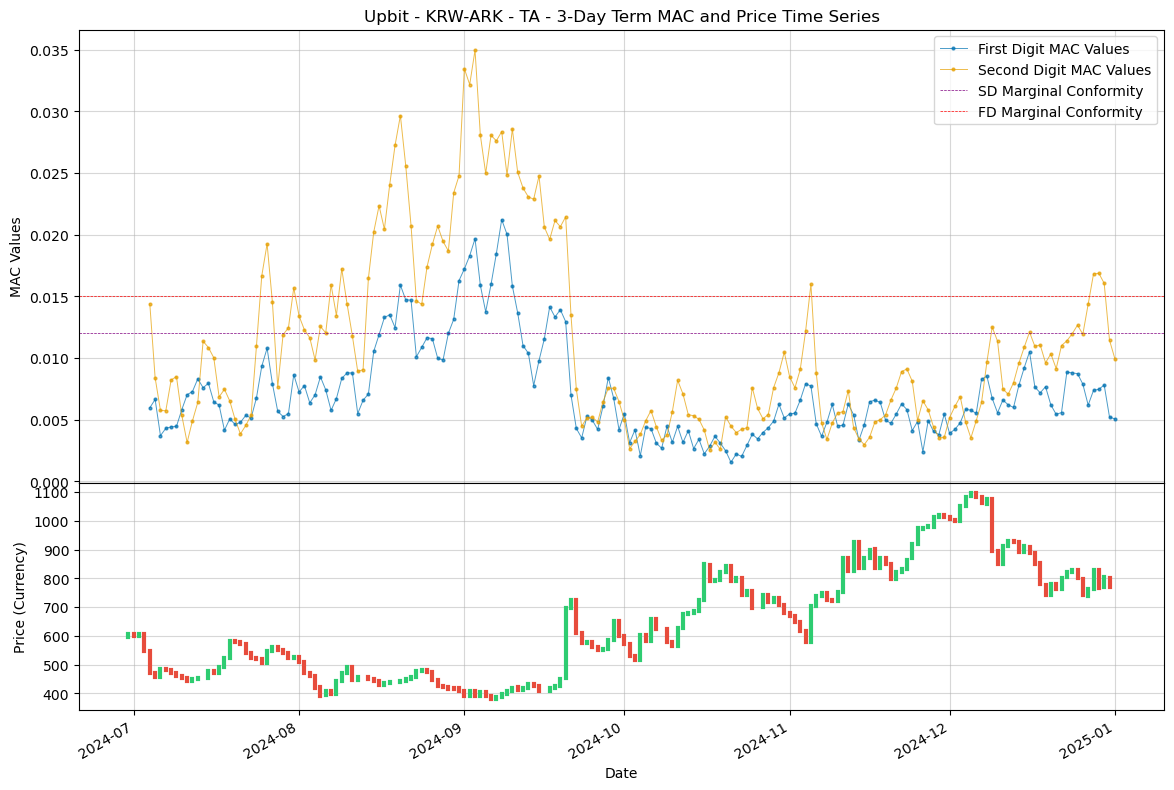 Upbit - KRW-ARK - TA - 3-Day Term MAC and Price Time Series
First Digit MAC Values
Second Digit MAC Values
SD Marginal Conformity
FD Marginal Conformity
MAC Values
0.035
0.030
0.025
0.020
0.015
0.010
0.005
0.000
Price (Currency)
1100
1000
900
800
700
600
500
400
2024-07
2024-08
2024-09
2024-10
2024-11
2024-12
2025-01
Date